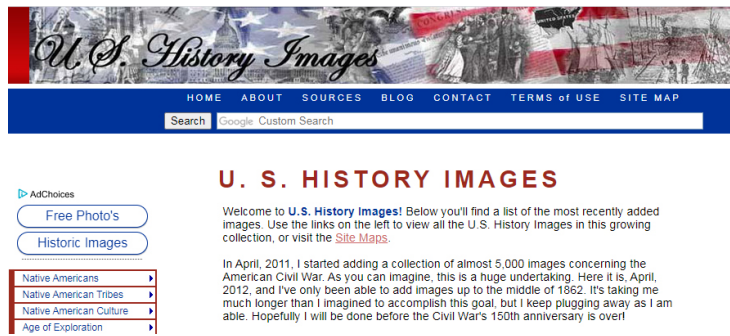 U.S. History Images
CONGRES
UNITED STATES
HOME ABOUT SOURCES BLOG CONTACT TERMS of USE SITE MAP
Search Google Custom Search
AdChoices
Free Photo's
Historic Images
Native Americans
Native American Tribes
Native American Culture
Age of Exploration
U. S. HISTORY IMAGES
Welcome to U.S. History Images! Below you'll find a list of the most recently added
images. Use the links on the left to view all the U.S. History Images in this growing
collection, or visit the Site Maps.
In April, 2011, I started adding a collection of almost 5,000 images concerning the
American Civil War. As you can imagine, this is a huge undertaking. Here it is, April,
2012, and I've only been able to add images up to the middle of 1862. It's taking me
much longer than I imagined to accomplish this goal, but I keep plugging away as I am
able. Hopefully I will be done before the Civil War's 150th anniversary is over!